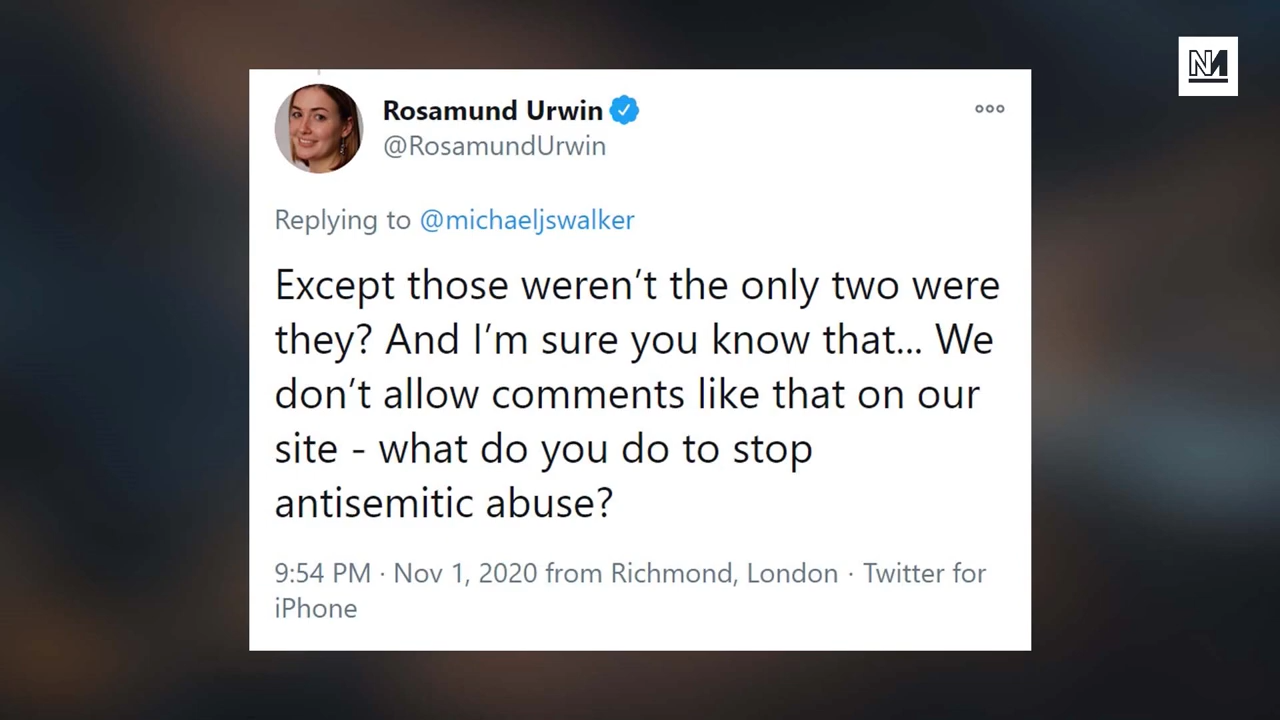 NM
Rosamund Urwin
@RosamundUrwin
Replying to @michaeljswalker
Except those weren’t the only two were
they? And I’m sure you know that... We
don’t allow comments like that on our
site - what do you do to stop
antisemitic abuse?
9:54 PM · Nov 1, 2020 from Richmond, London · Twitter for
iPhone